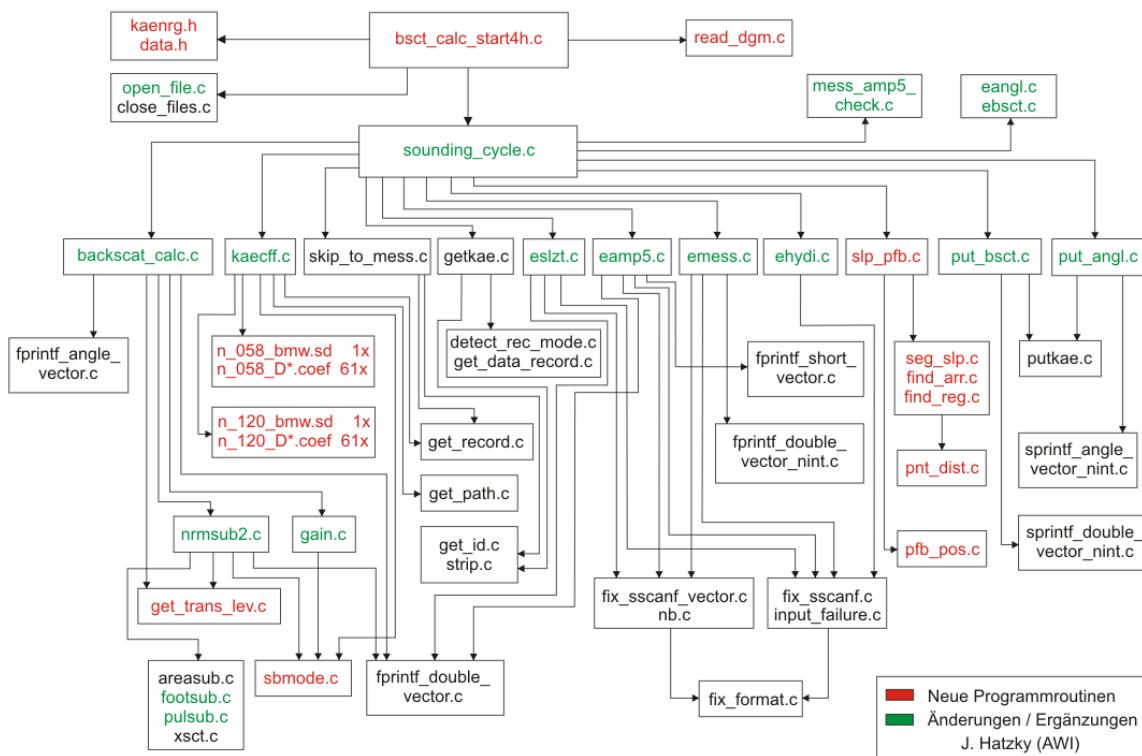 kaenrg.h
data.h
bsct_calc_start4h.c
read_dgm.c
open_file.c
close_files.c
mess_amp5_
check.c
eangl.c
ebsct.c
sounding_cycle.c
backscat_calc.c
kaecff.c
skip_to_mess.c
getkae.c
eslzt.c
eamp5.c
emess.c
ehydi.c
slp_pfb.c
put_bsct.c
put_angl.c
fprintf_angle_
vector.c
n_058_bmw.sd 1x
n_058_D*.coef 61x
detect_rec_mode.c
get_data_record.c
fprintf_short_
vector.c
seg_slp.c
find_arr.c
find_reg.c
putkae.c
n_120_bmw.sd 1x
n_120_D*.coef 61x
get_record.c
fprintf_double_
vector_nint.c
pnt_dist.c
sprintf_angle_
vector_nint.c
get_path.c
nrmsub2.c
gain.c
get_id.c
strip.c
pfb_pos.c
sprintf_double_
vector_nint.c
get_trans_lev.c
fix_sscanf_vector.c
nb.c
fix_sscanf.c
input_failure.c
areasub.c
footsub.c
pulsub.c
xsct.c
sbmode.c
fprintf_double_
vector.c
fix_format.c
Neue Programmroutinen
Änderungen / Ergänzungen
J. Hatzky (AWI)